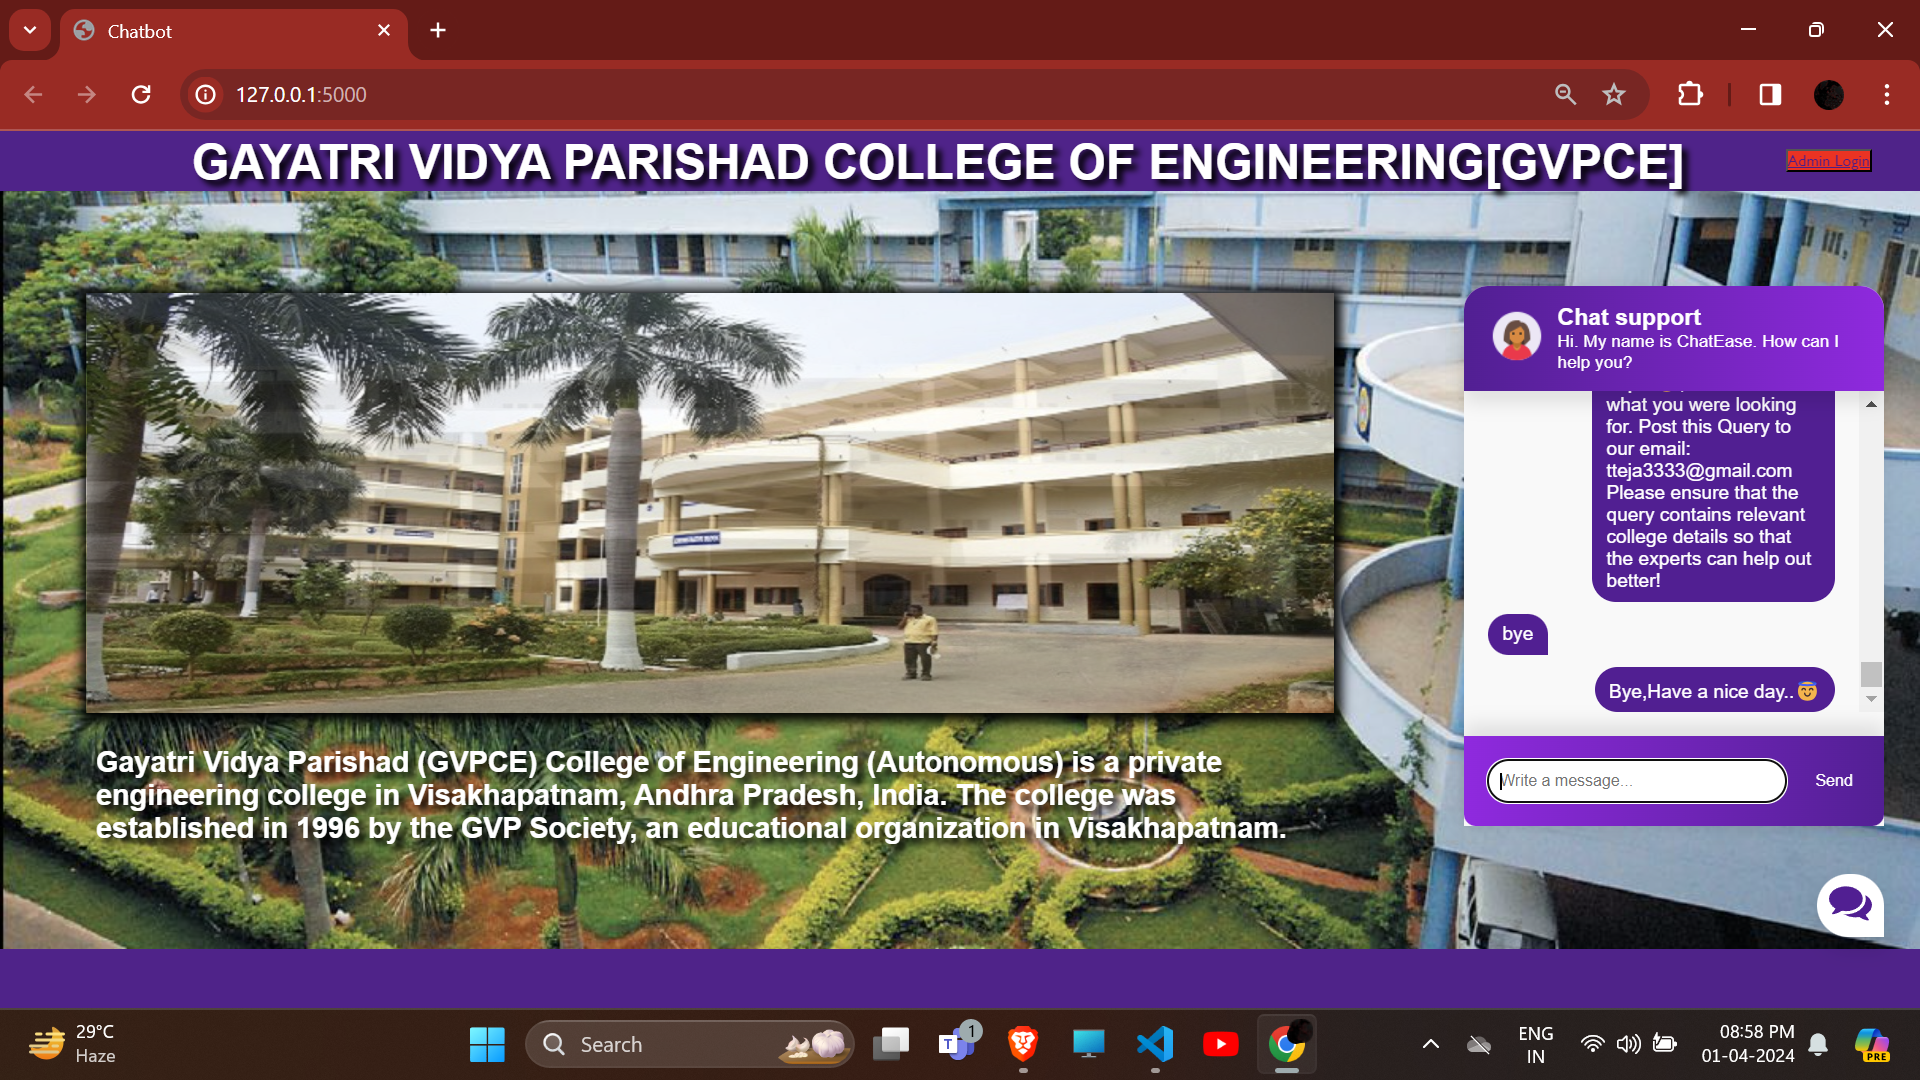 Chatbot
127.0.0.1:5000
GAYATRI VIDYA PARISHAD COLLEGE OF ENGINEERING[GVPCE]
Admin Login
Chat support
Hi. My name is ChatEase. How can I
help you?
what you were looking
for. Post this Query to
our email:
tteja3333@gmail.com
Please ensure that the
query contains relevant
college details so that
the experts can help out
better!
bye
Bye,Have a nice day..
Write a message...
Send
Gayatri Vidya Parishad (GVPCE) College of Engineering (Autonomous) is a private
engineering college in Visakhapatnam, Andhra Pradesh, India. The college was
established in 1996 by the GVP Society, an educational organization in Visakhapatnam.
29°C
Haze
Search
T
1
ENG
IN
08:58 PM
01-04-2024
PRE